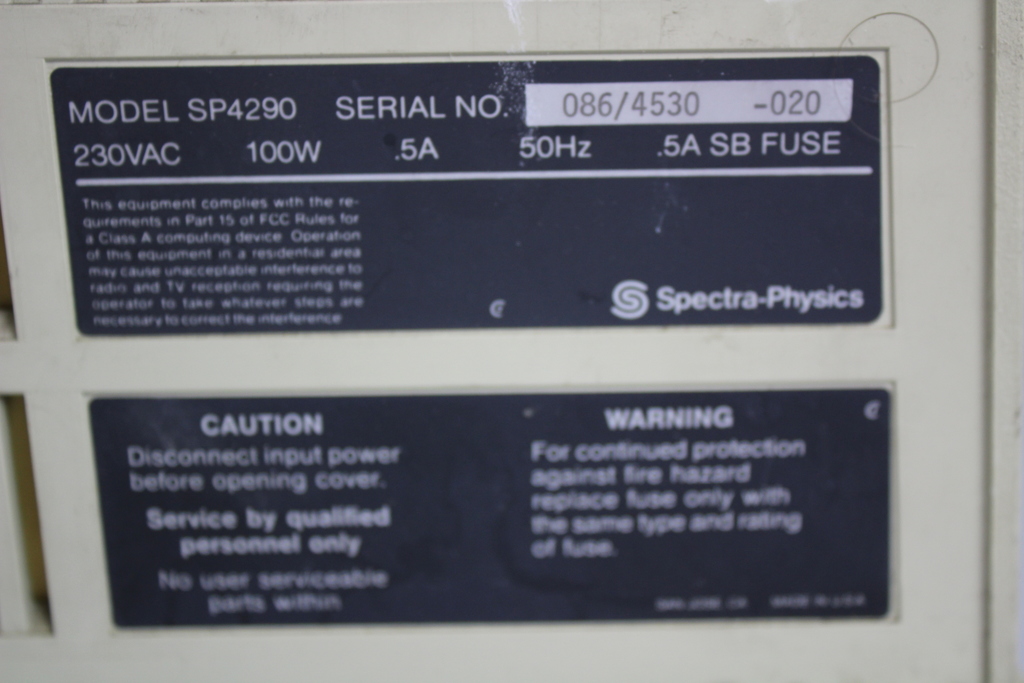 MODEL SP4290 SERIAL NO. 086/4530 -020
230VAC 100W .5A 50Hz .5A SB FUSE
This equipment complies with the re-
quirements in Part 15 of FCC Rules for
a Class A computing device. Operation
of this equipment in a residential area
may cause unacceptable interference to
radio and TV reception requiring the
operator to take whatever steps are
necessary to correct the interference
Spectra-Physics
CAUTION
Disconnect input power
before opening cover.
Service by qualified
personnel only
No user serviceable
parts within
WARNING
For continued protection
against fire hazard
replace fuse only with
the same type and rating
of fuse.
SAN JOSE, CA MADE IN U.S.A.